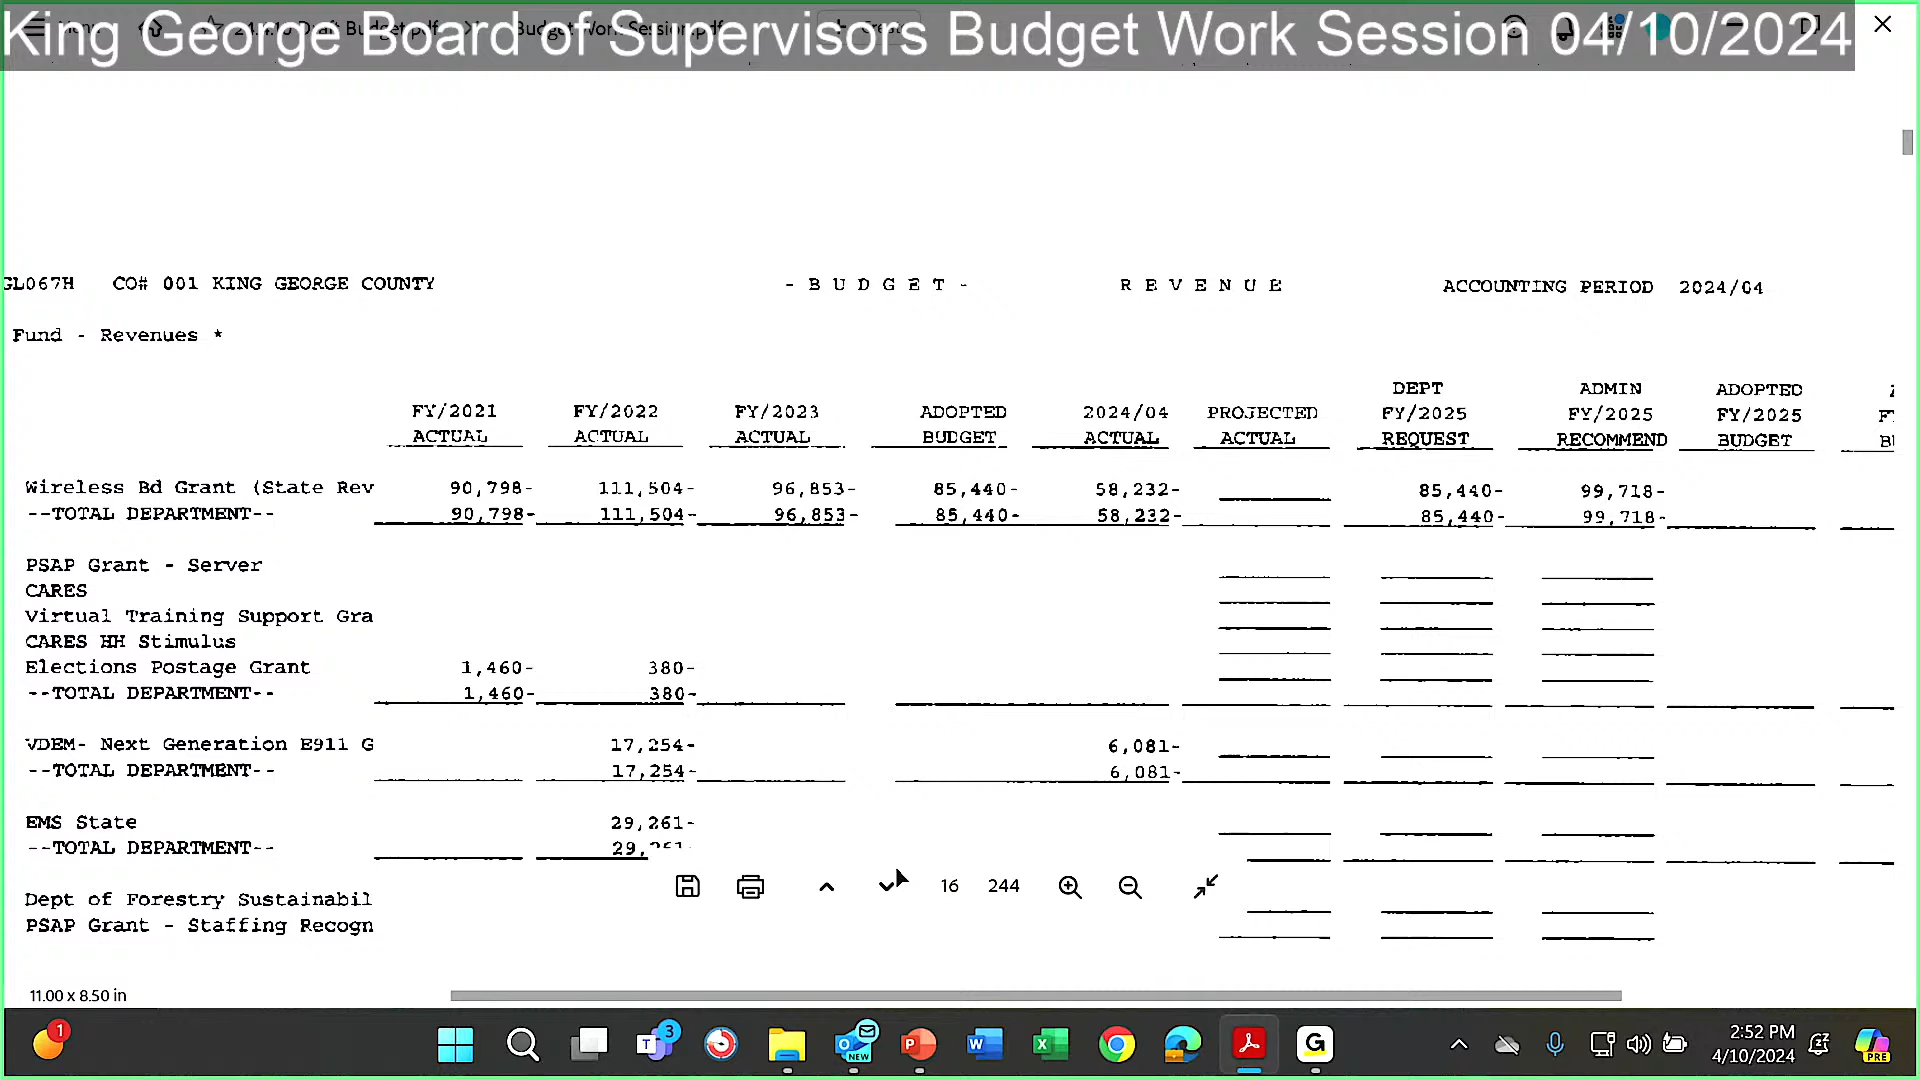 King George Board of Supervisors Budget Work Session 04/10/2024
GL067H CO# 001 KING GEORGE COUNTY - B U D G E T - R E V E N U E ACCOUNTING PERIOD 2024/04
Fund - Revenues *
DEPT ADMIN ADOPTED
FY/2021 FY/2022 FY/2023 ADOPTED 2024/04 PROJECTED FY/2025 FY/2025 FY/2025
ACTUAL ACTUAL ACTUAL BUDGET ACTUAL ACTUAL REQUEST RECOMMEND BUDGET
Wireless Bd Grant (State Rev 90,798- 111,504- 96,853- 85,440- 58,232- 85,440- 99,718-
--TOTAL DEPARTMENT-- 90,798- 111,504- 96,853- 85,440- 58,232- 85,440- 99,718-
PSAP Grant - Server
CARES
Virtual Training Support Gra
CARES HH Stimulus
Elections Postage Grant 1,460- 380-
--TOTAL DEPARTMENT-- 1,460- 380-
VDEM- Next Generation E911 G 17,254- 6,081-
--TOTAL DEPARTMENT-- 17,254- 6,081-
EMS State 29,261-
--TOTAL DEPARTMENT-- 29,261-
16 244
Dept of Forestry Sustainabil
PSAP Grant - Staffing Recogn
11.00 x 8.50 in
1 3 NEW 2:52 PM
4/10/2024 PRE